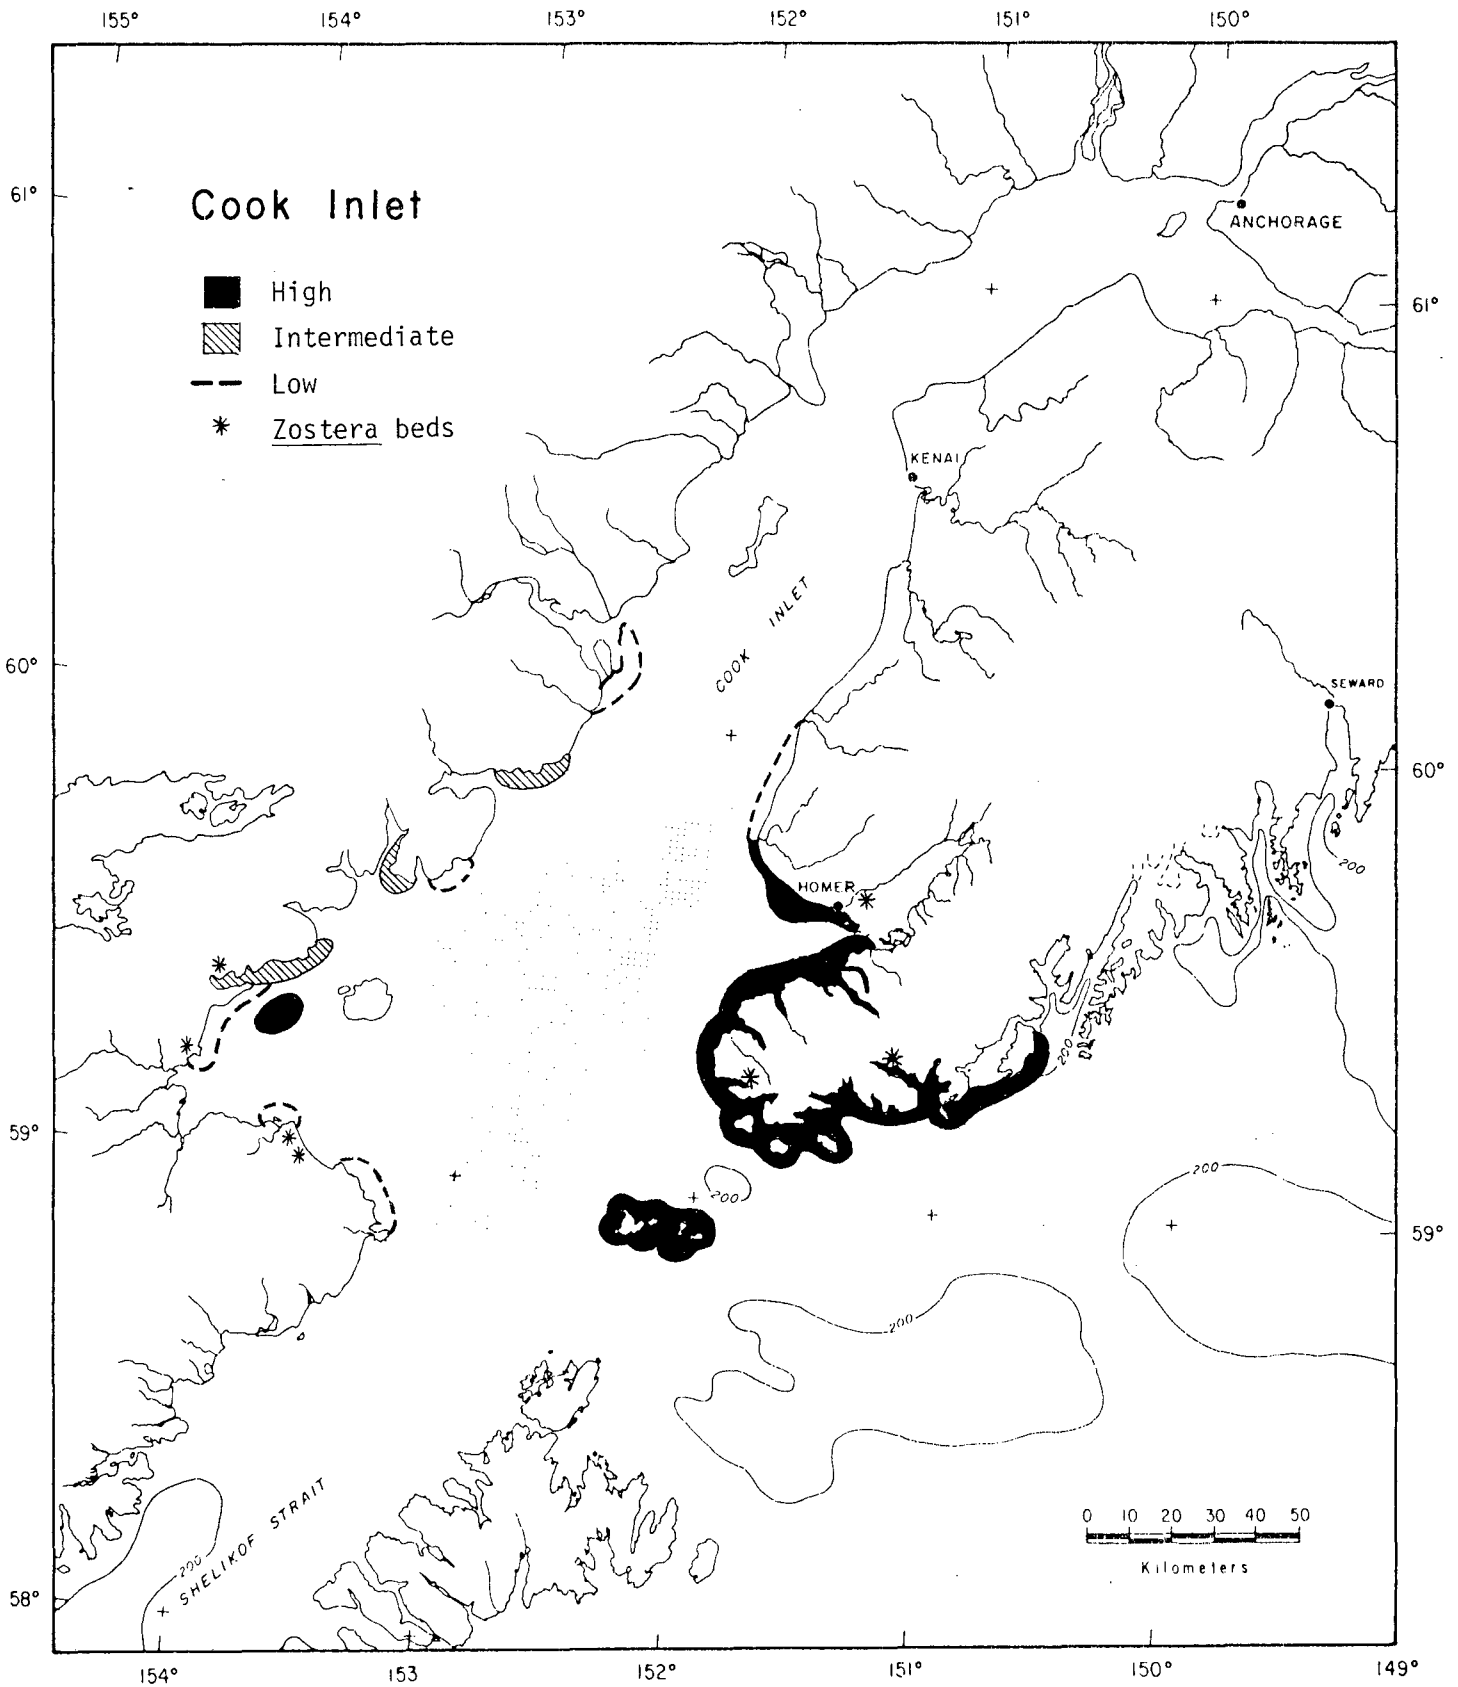 155° 154° 153° 152° 151° 150°
61°
Cook Inlet
ANCHORAGE
High
61°
Intermediate
Low
Zostera beds
KENAI
COOK INLET
60°
SEWARD
60°
200
HOMER
200
59°
200
200
59°
200
0 10 20 30 40 50
Kilometers
SHELIKOF STRAIT
200
58°
154° 153 152° 151° 150° 149°